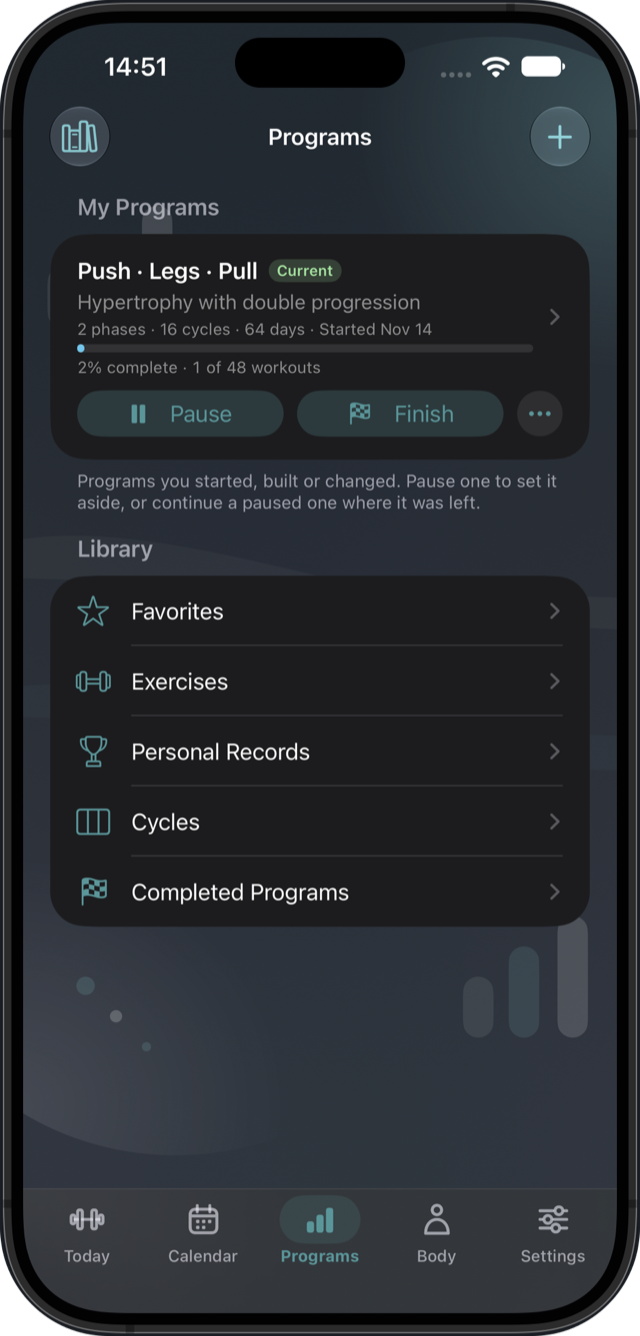 14:51
Programs
My Programs
Push · Legs · Pull Current
Hypertrophy with double progression
2 phases · 16 cycles · 64 days · Started Nov 14
2% complete · 1 of 48 workouts
Pause Finish
Programs you started, built or changed. Pause one to set it
aside, or continue a paused one where it was left.
Library
Favorites
Exercises
Personal Records
Cycles
Completed Programs
Today Calendar Programs Body Settings